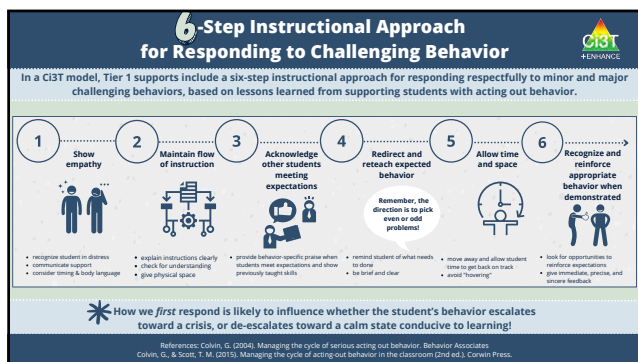 6-Step Instructional Approach
for Responding to Challenging Behavior
Ci3T
+ENHANCE
In a Ci3T model, Tier 1 supports include a six-step instructional approach for responding respectfully to minor and major
challenging behaviors, based on lessons learned from supporting students with acting out behavior.
1
Show
empathy
• recognize student in distress
• communicate support
• consider timing & body language
2
Maintain flow
of instruction
• explain instructions clearly
• check for understanding
• give physical space
3
Acknowledge
other students
meeting
expectations
• provide behavior-specific praise when
students meet expectations and show
previously taught skills
4
Redirect and
reteach expected
behavior
Remember, the
direction is to pick
even or odd
problems!
• remind student of what needs
to done
• be brief and clear
5
Allow time
and space
• move away and allow student
time to get back on track
• avoid "hovering"
6
Recognize and
reinforce
appropriate
behavior when
demonstrated
• look for opportunities to
reinforce expectations
• give immediate, precise, and
sincere feedback
How we first respond is likely to influence whether the student's behavior escalates
toward a crisis, or de-escalates toward a calm state conducive to learning!
References: Colvin, G. (2004). Managing the cycle of serious acting out behavior. Behavior Associates
Colvin, G., & Scott, T. M. (2015). Managing the cycle of acting-out behavior in the classroom (2nd ed.). Corwin Press.